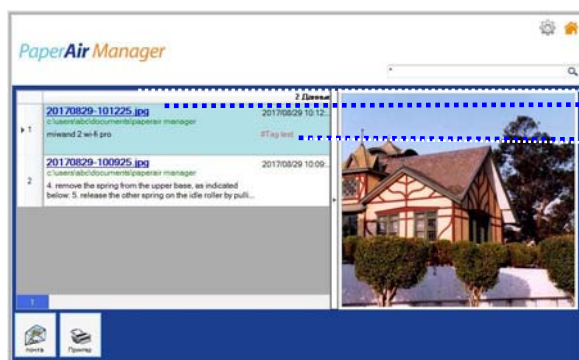 PaperAir Manager
*
2 Данные
20170829-101225.jpg
2017/08/29 10:12:..
c:\users\abc\documents\paperair manager
1
miwand 2 wi-fi pro
#Tag test
20170829-100925.jpg
2017/08/29 10:09:..
c:\users\abc\documents\paperair manager
2
4. remove the spring from the upper base, as indicated
below: 5. release the other spring on the idle roller by pulli...
1
почта
Принтер